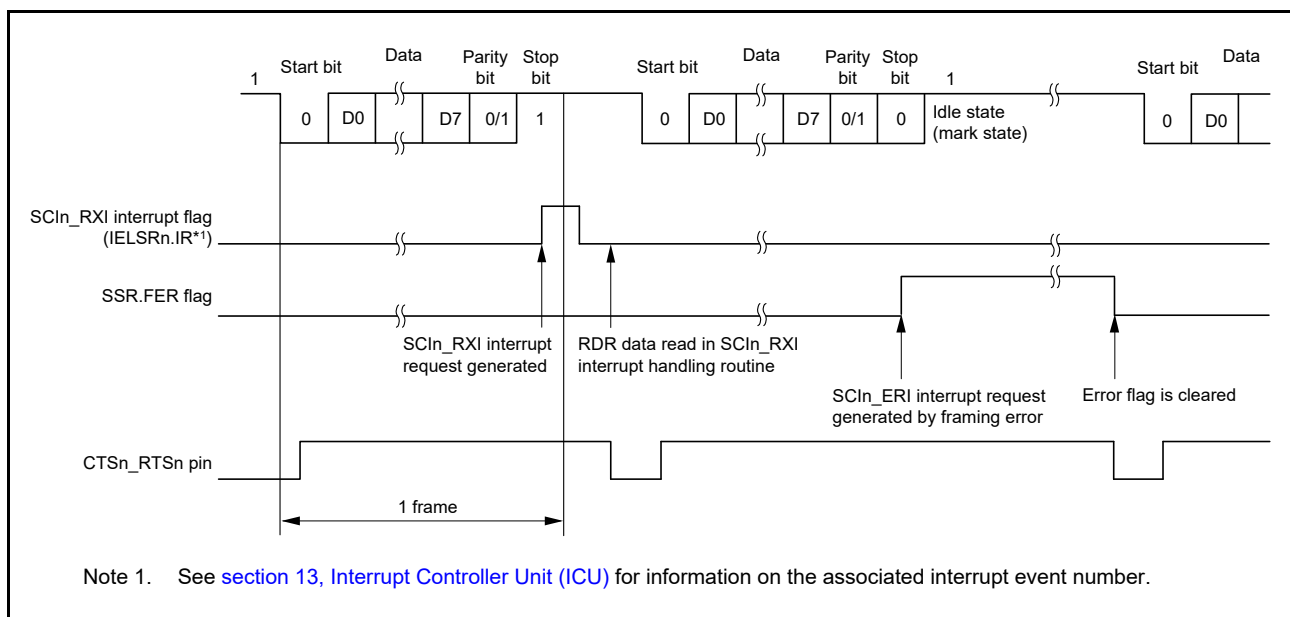 Start bit Data Parity bit Stop bit Start bit Data Parity bit Stop bit 1 Start bit Data
1
0 D0 D7 0/1 1 0 D0 D7 0/1 0 Idle state (mark state) 0 D0
SCIn_RXI interrupt flag
(IELSRn.IR*1)
SSR.FER flag
SCIn_RXI interrupt
request generated
RDR data read in SCIn_RXI
interrupt handling routine
SCIn_ERI interrupt request
generated by framing error
Error flag is cleared
CTSn_RTSn pin
1 frame
Note 1. See section 13, Interrupt Controller Unit (ICU) for information on the associated interrupt event number.